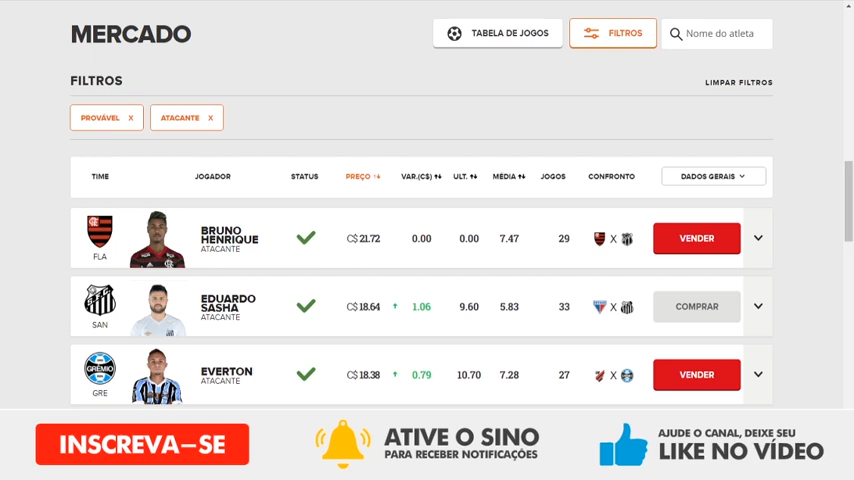 MERCADO
TABELA DE JOGOS
FILTROS
Nome do atleta
FILTROS
LIMPAR FILTROS
PROVÁVEL X
ATACANTE X
TIME JOGADOR STATUS PREÇO VAR.(C$) ULT. MÉDIA JOGOS CONFRONTO DADOS GERAIS
FLA
BRUNO
HENRIQUE
ATACANTE
C$ 21.72 0.00 0.00 7.47 29 X VENDER
SAN
EDUARDO
SASHA
ATACANTE
C$ 18.64 1.06 9.60 5.83 33 X COMPRAR
GRE
EVERTON
ATACANTE
C$ 18.38 0.79 10.70 7.28 27 X VENDER
INSCREVA-SE
ATIVE O SINO
PARA RECEBER NOTIFICAÇÕES
AJUDE O CANAL, DEIXE SEU
LIKE NO VÍDEO